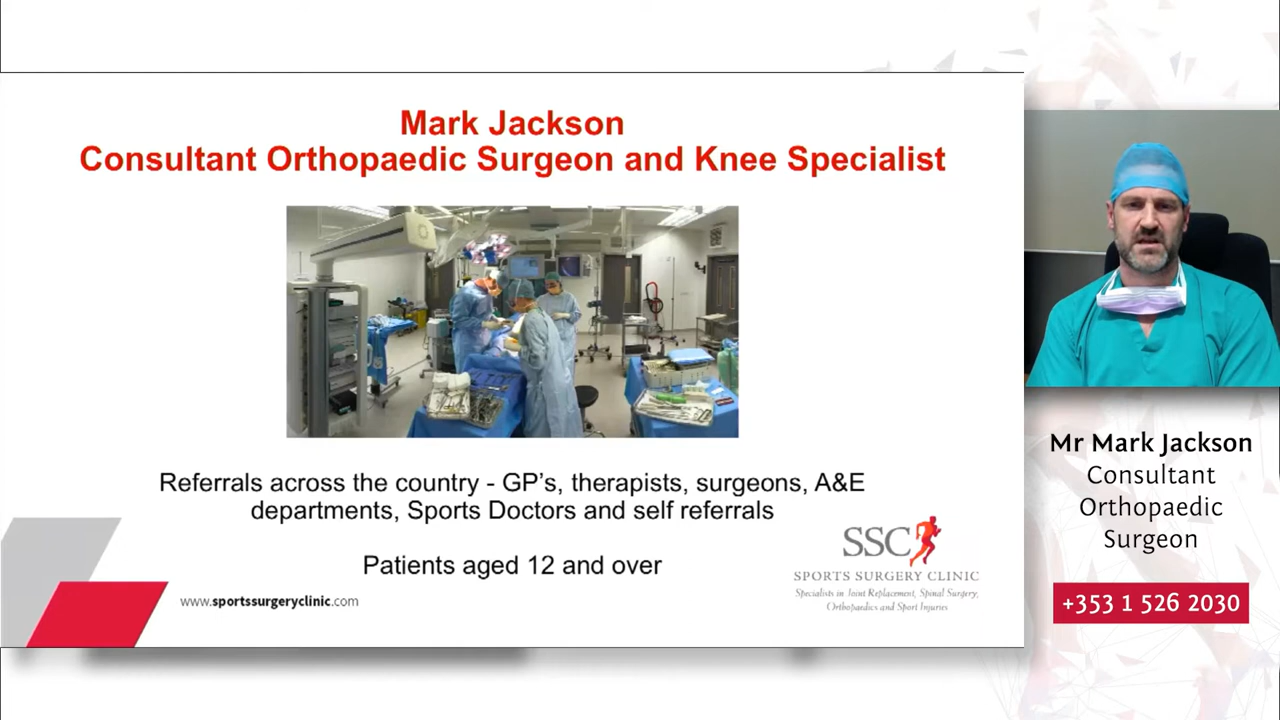 Mark Jackson
Consultant Orthopaedic Surgeon and Knee Specialist
Referrals across the country - GP's, therapists, surgeons, A&E
departments, Sports Doctors and self referrals
Patients aged 12 and over
www.sportssurgeryclinic.com
SSC
SPORTS SURGERY CLINIC
Specialists in Joint Replacement, Spinal Surgery,
Orthopaedics and Sport Injuries
Mr Mark Jackson
Consultant
Orthopaedic
Surgeon
+353 1 526 2030